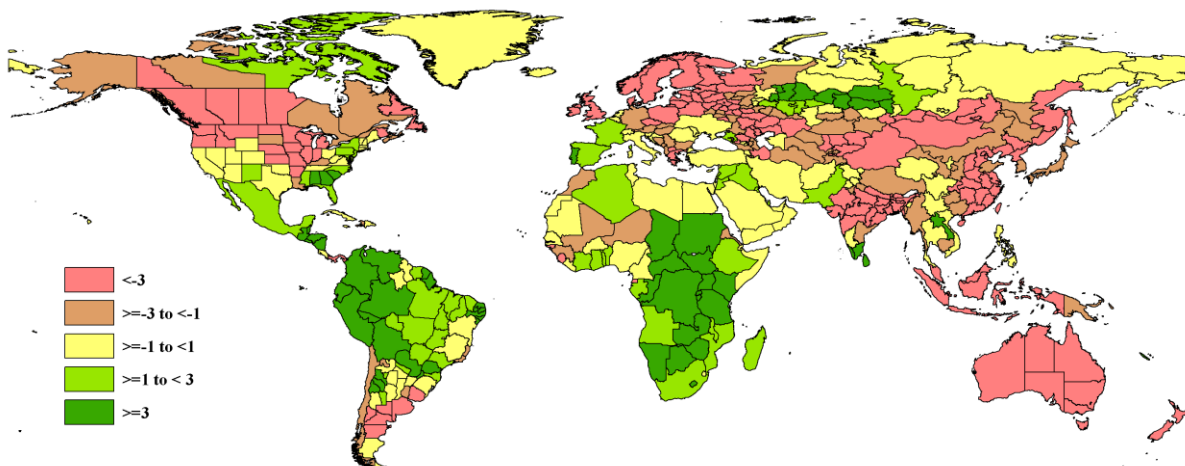 <-3
>=-3 to <-1
>=-1 to <1
>=1 to < 3
>=3